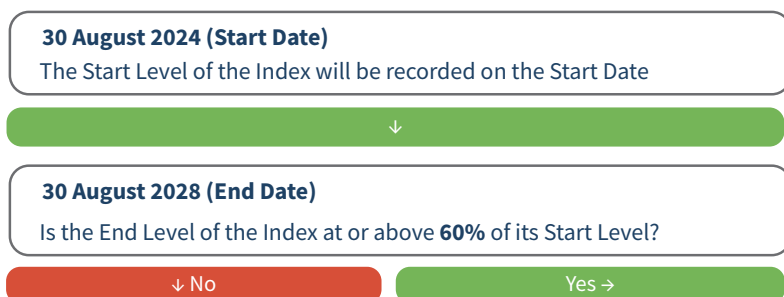 30 August 2024 (Start Date)
The Start Level of the Index will be recorded on the Start Date
↓
30 August 2028 (End Date)
Is the End Level of the Index at or above 60% of its Start Level?
↓ No
Yes →